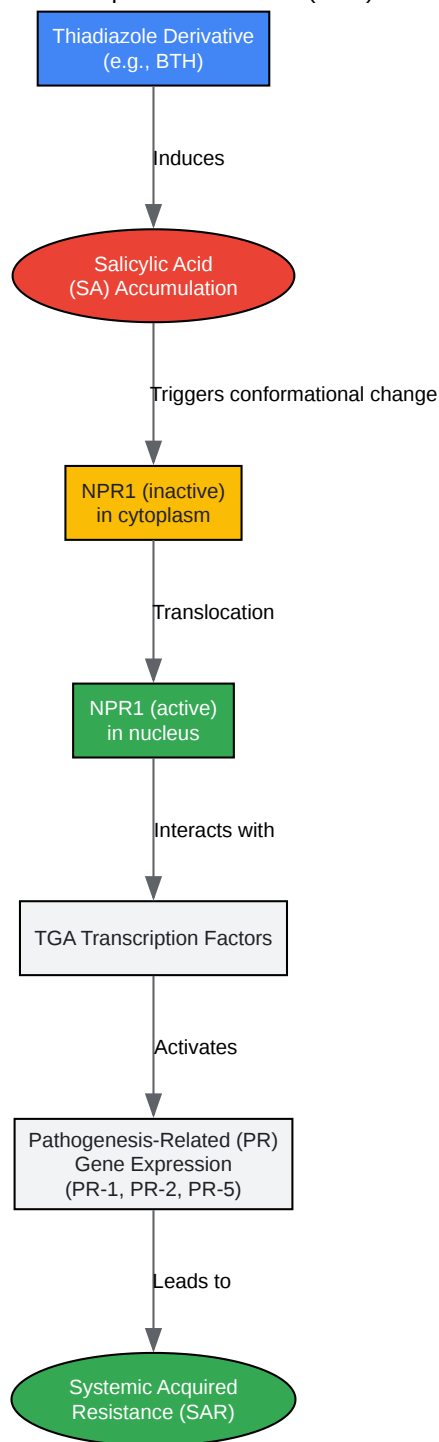 Thiadiazole Derivative
(e.g., BTH)
Induces
Salicylic Acid
(SA) Accumulation
Triggers conformational change
NPR1 (inactive)
in cytoplasm
Translocation
NPR1 (active)
in nucleus
Interacts with
TGA Transcription Factors
Activates
Pathogenesis-Related (PR)
Gene Expression
(PR-1, PR-2, PR-5)
Leads to
Systemic Acquired
Resistance (SAR)